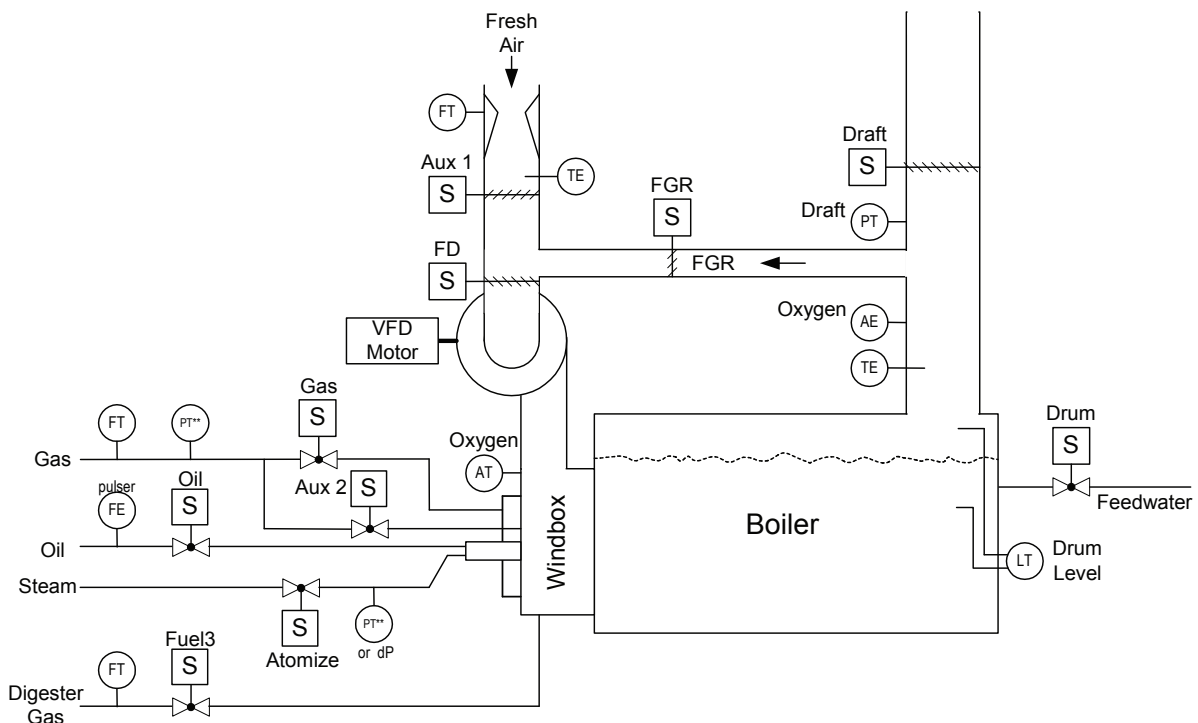 Fresh
Air
FT
Aux 1
S
TE
FGR
S
Draft
S
Draft
PT
FD
S
FGR
VFD
Motor
Oxygen
AE
TE
Gas
S
FT
PT**
Gas
Oxygen
AT
Drum
S
Feedwater
pulser
FE
Oil
S
Aux 2
S
Oil
Windbox
Boiler
LT
Drum
Level
Steam
S
Atomize
PT**
or dP
Fuel3
S
FT
Digester
Gas